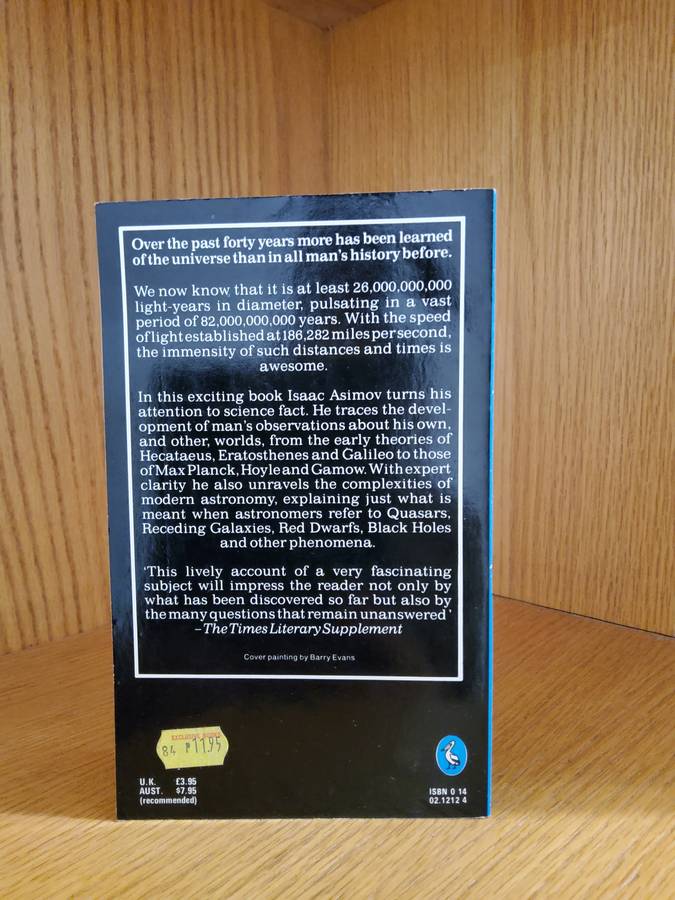 Over the past forty years more has been learned
of the universe than in all man's history before.
We now know that it is at least 26,000,000,000
light-years in diameter, pulsating in a vast
period of 82,000,000,000 years. With the speed
of light established at 186,282 miles per second,
the immensity of such distances and times is
awesome.
In this exciting book Isaac Asimov turns his
attention to science fact. He traces the devel-
opment of man's observations about his own,
and other, worlds, from the early theories of
Hecataeus, Eratosthenes and Galileo to those
of Max Planck, Hoyle and Gamow. With expert
clarity he also unravels the complexities of
modern astronomy, explaining just what is
meant when astronomers refer to Quasars,
Receding Galaxies, Red Dwarfs, Black Holes
and other phenomena.
'This lively account of a very fascinating
subject will impress the reader not only by
what has been discovered so far but also by
the many questions that remain unanswered'
– The Times Literary Supplement
Cover painting by Barry Evans
EXCLUSIVE BOOKS
84 R11.95
U.K. £3.95
AUST. $7.95
(recommended)
ISBN 0 14
02.1212 4